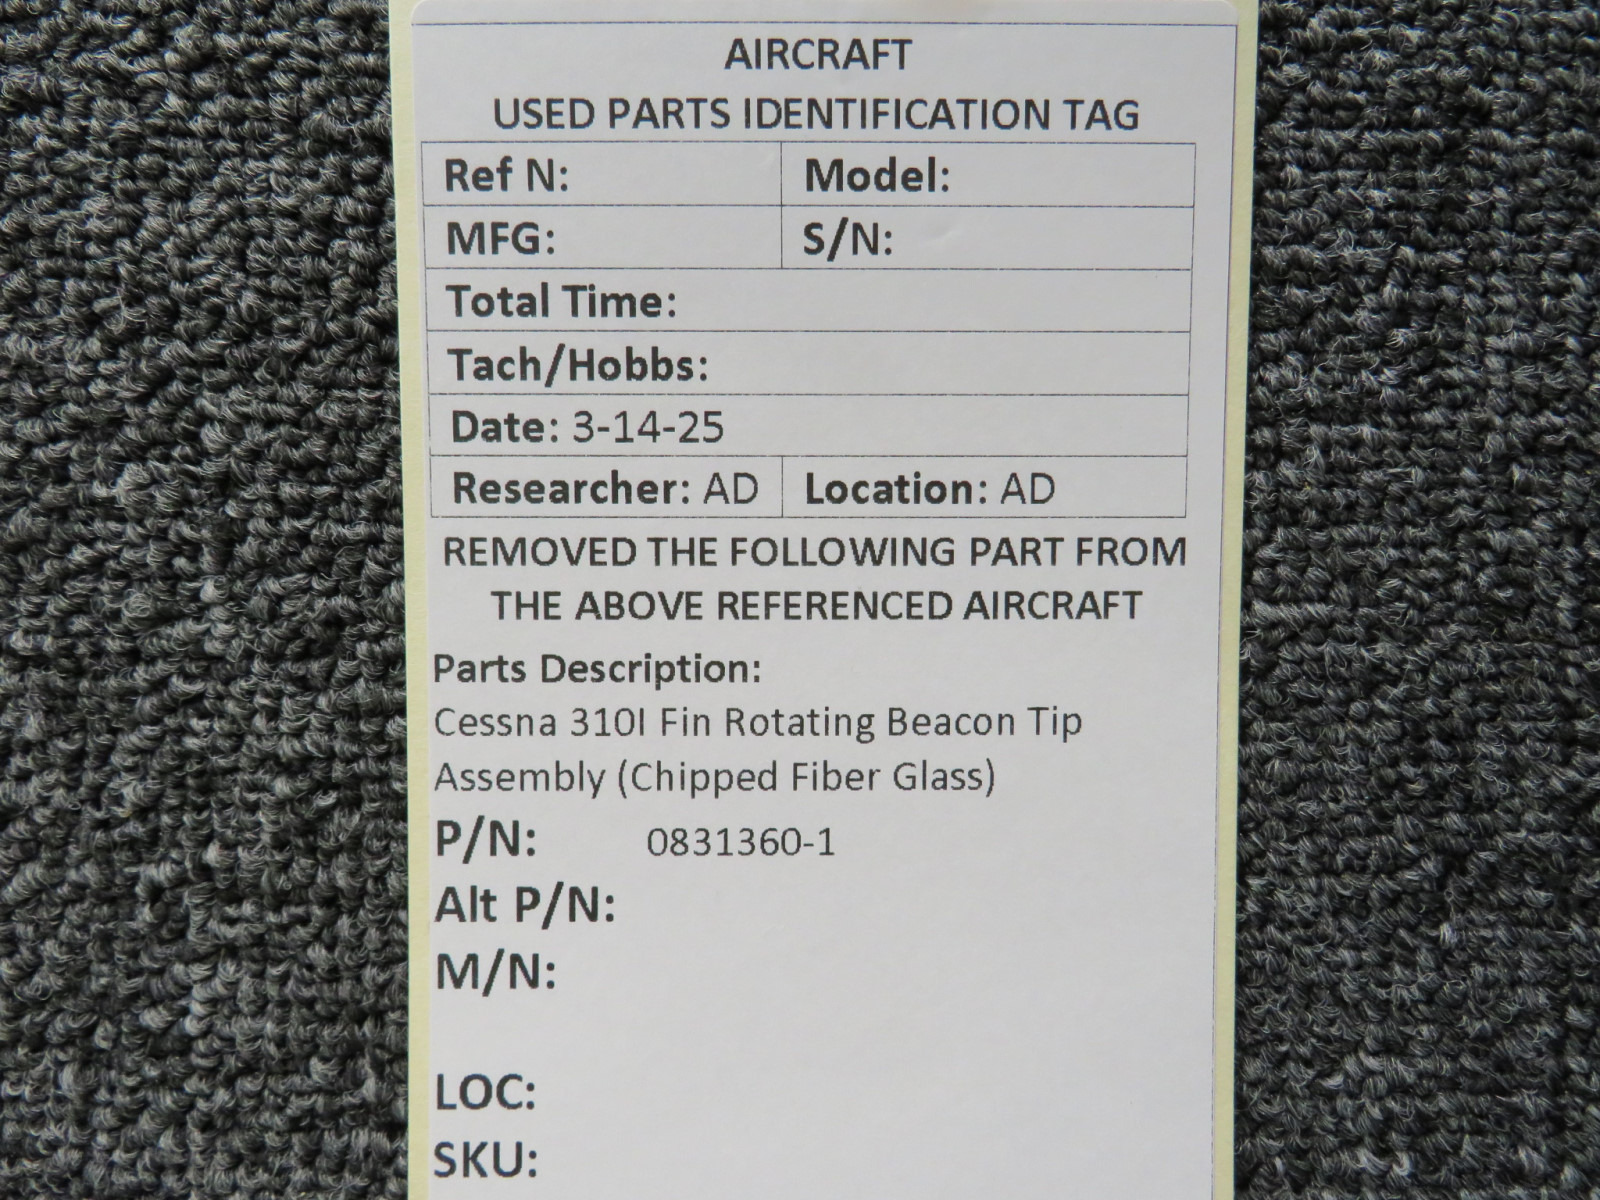 AIRCRAFT
USED PARTS IDENTIFICATION TAG
Ref N: Model:
MFG: S/N:
Total Time:
Tach/Hobbs:
Date: 3-14-25
Researcher: AD Location: AD
REMOVED THE FOLLOWING PART FROM
THE ABOVE REFERENCED AIRCRAFT
Parts Description:
Cessna 310I Fin Rotating Beacon Tip
Assembly (Chipped Fiber Glass)
P/N: 0831360-1
Alt P/N:
M/N:
LOC:
SKU: